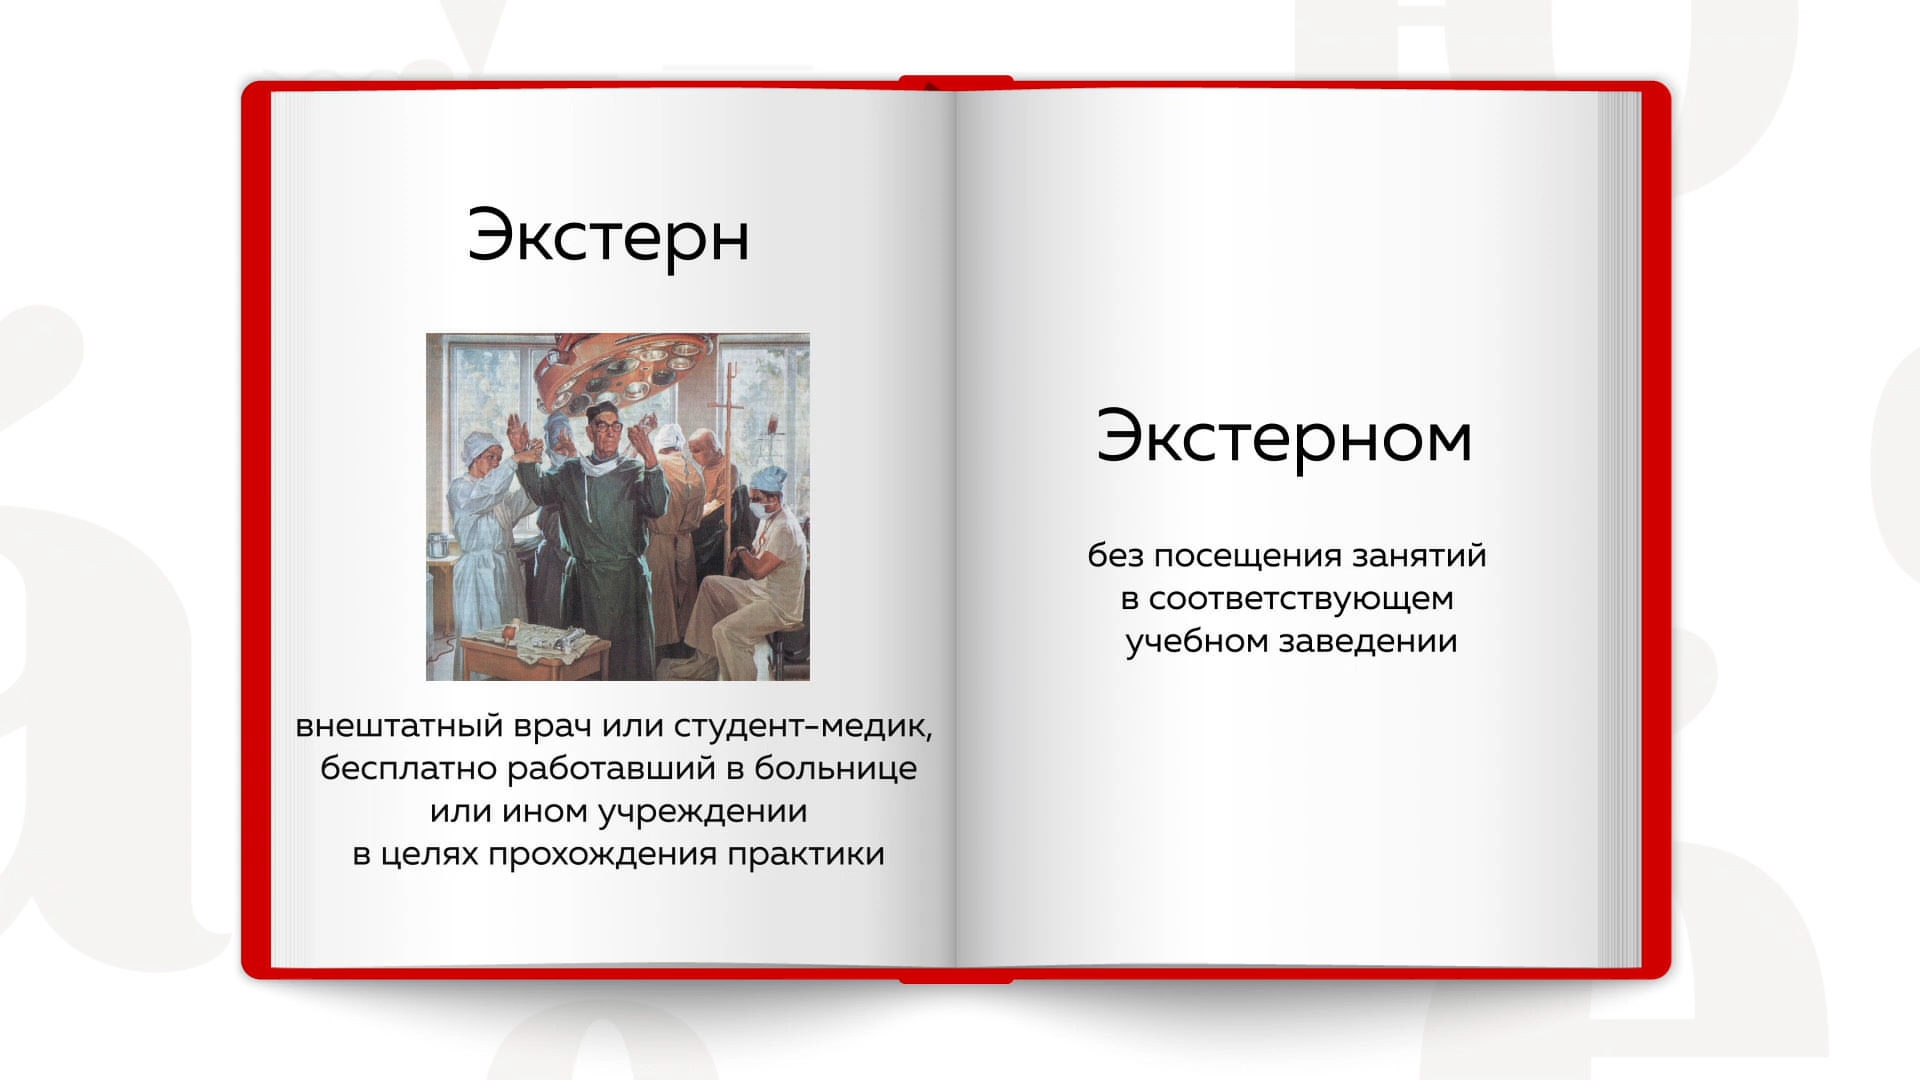 Экстерн
внештатный врач или студент-медик,
бесплатно работавший в больнице
или ином учреждении
в целях прохождения практики
Экстерном
без посещения занятий
в соответствующем
учебном заведении